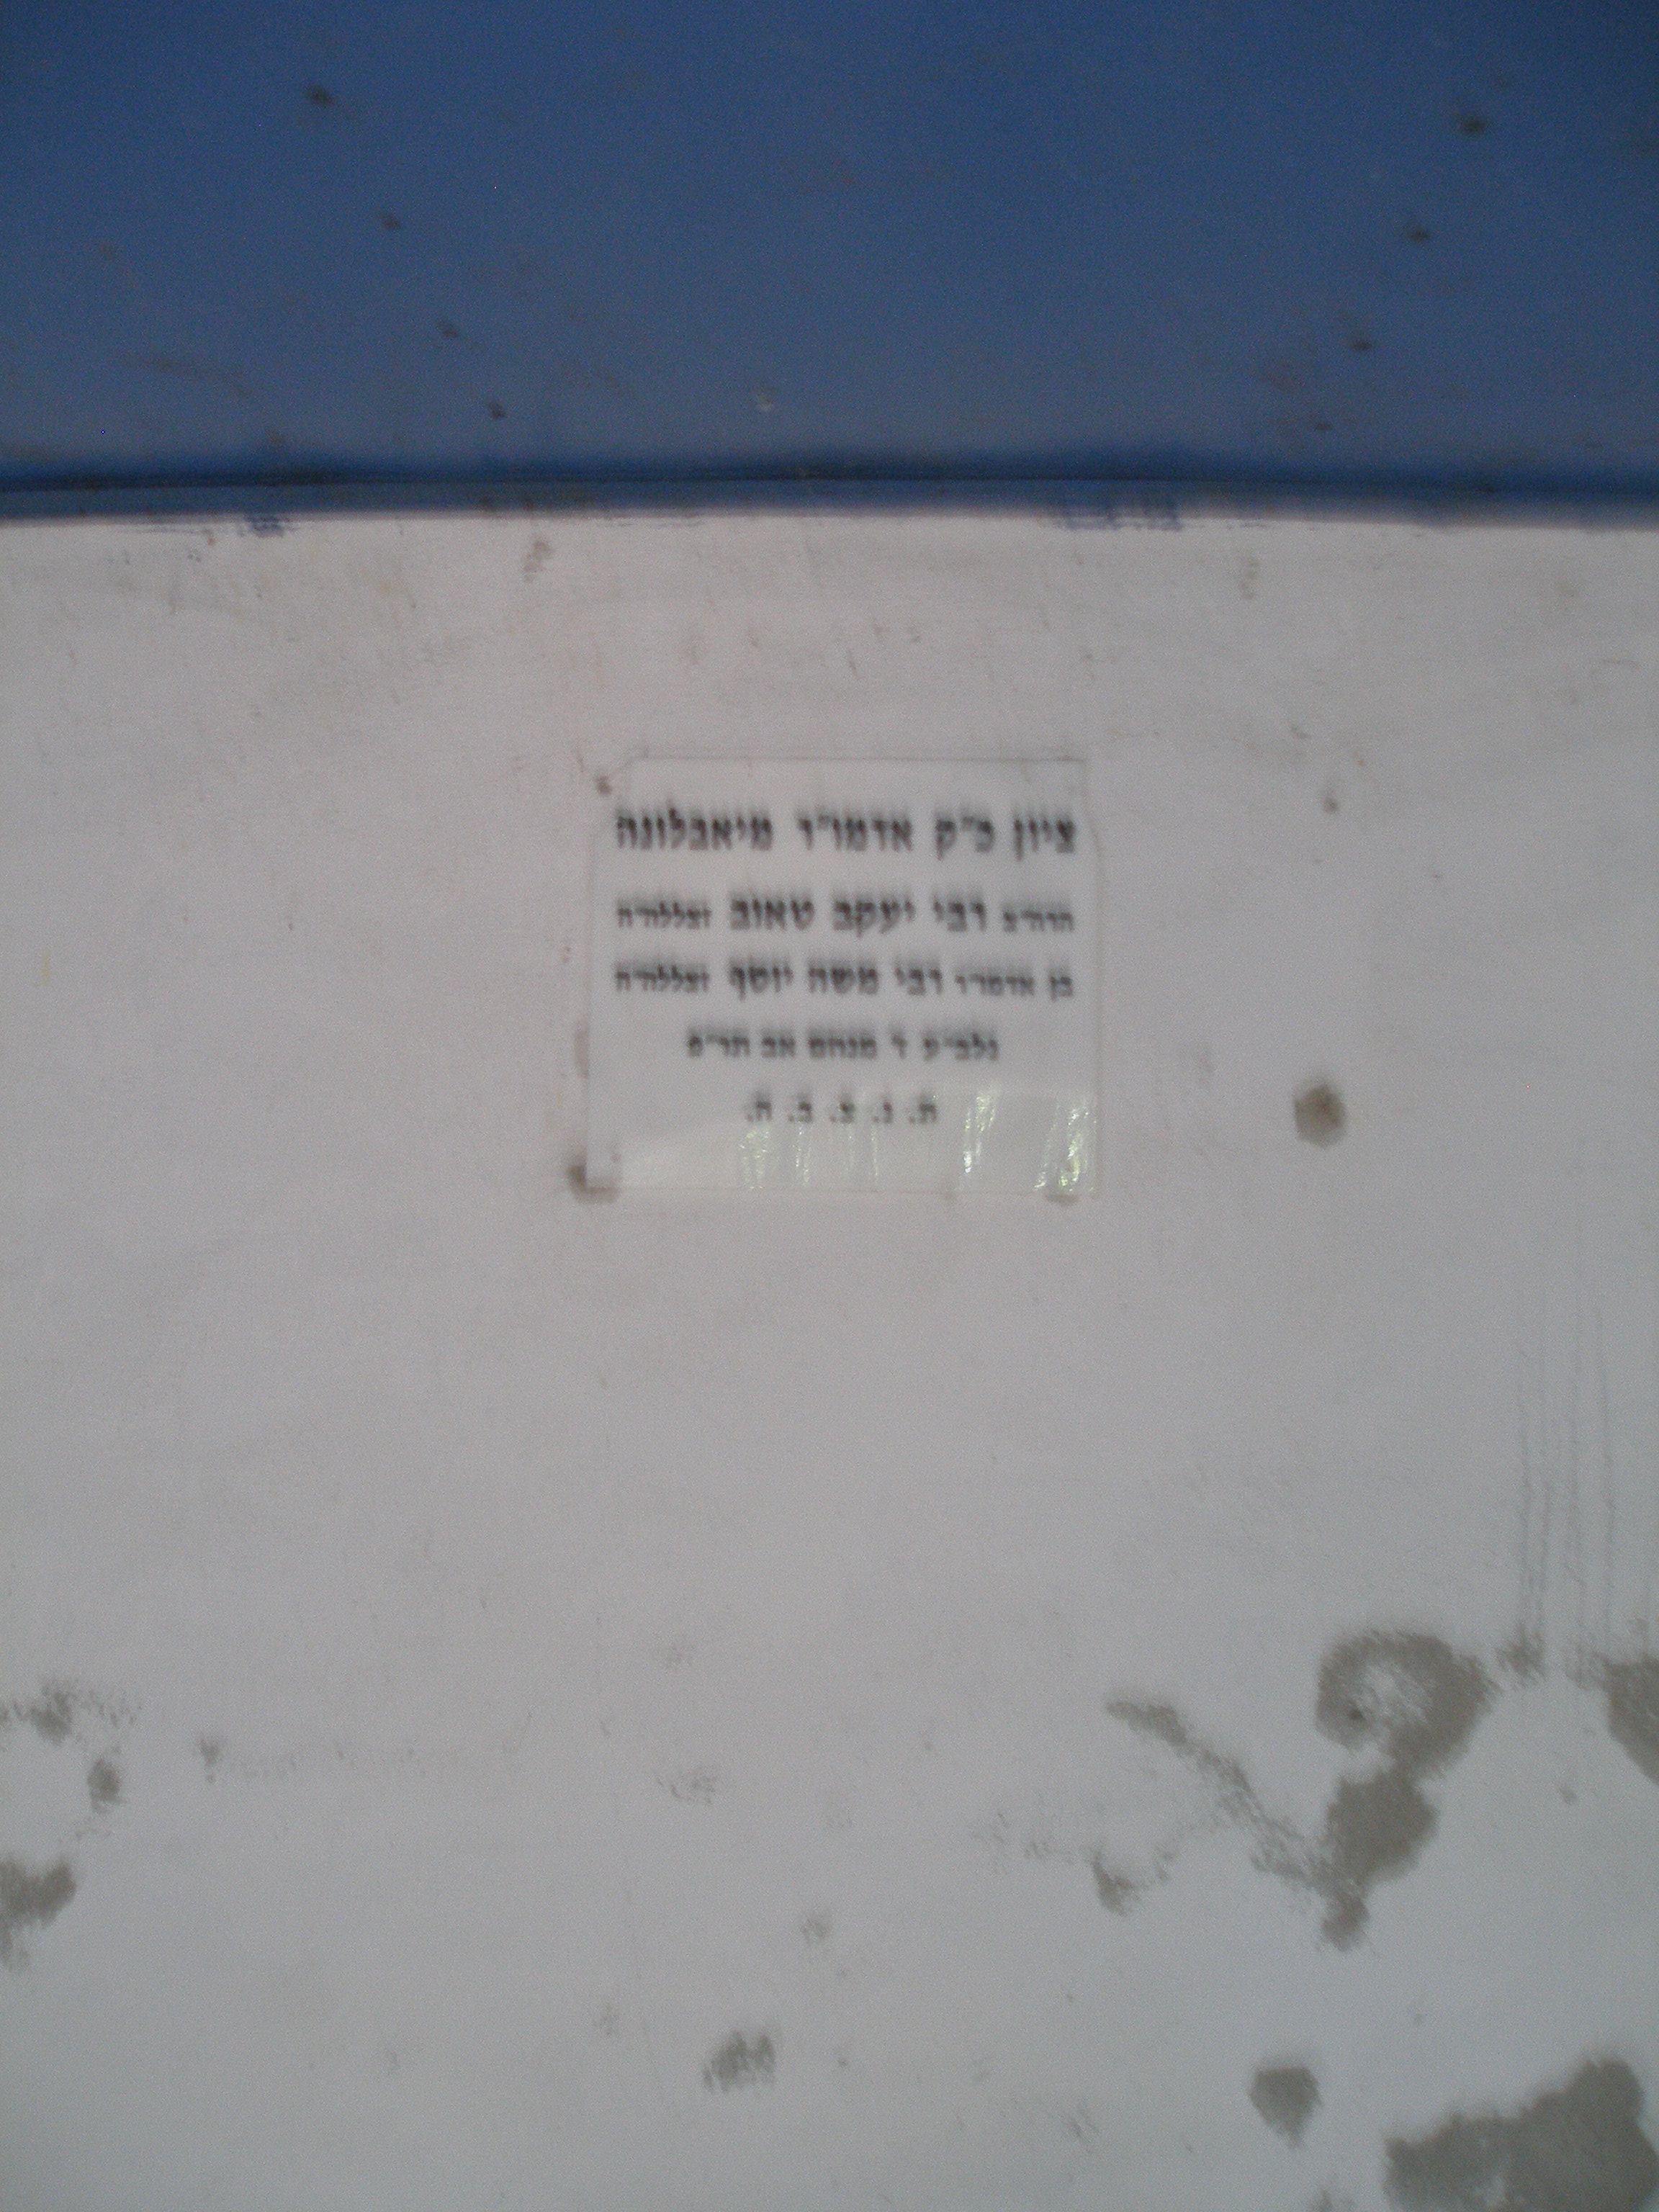 ציון כ"ק אדמו"ר מיאבלונה
הרה"צ רבי יעקב טאוב זצללה"ה
בן אדמו"ר רבי משה יוסף זצללה"ה
נלב"ע ז' מנחם אב תר"פ
ת. נ. צ. ב. ה.